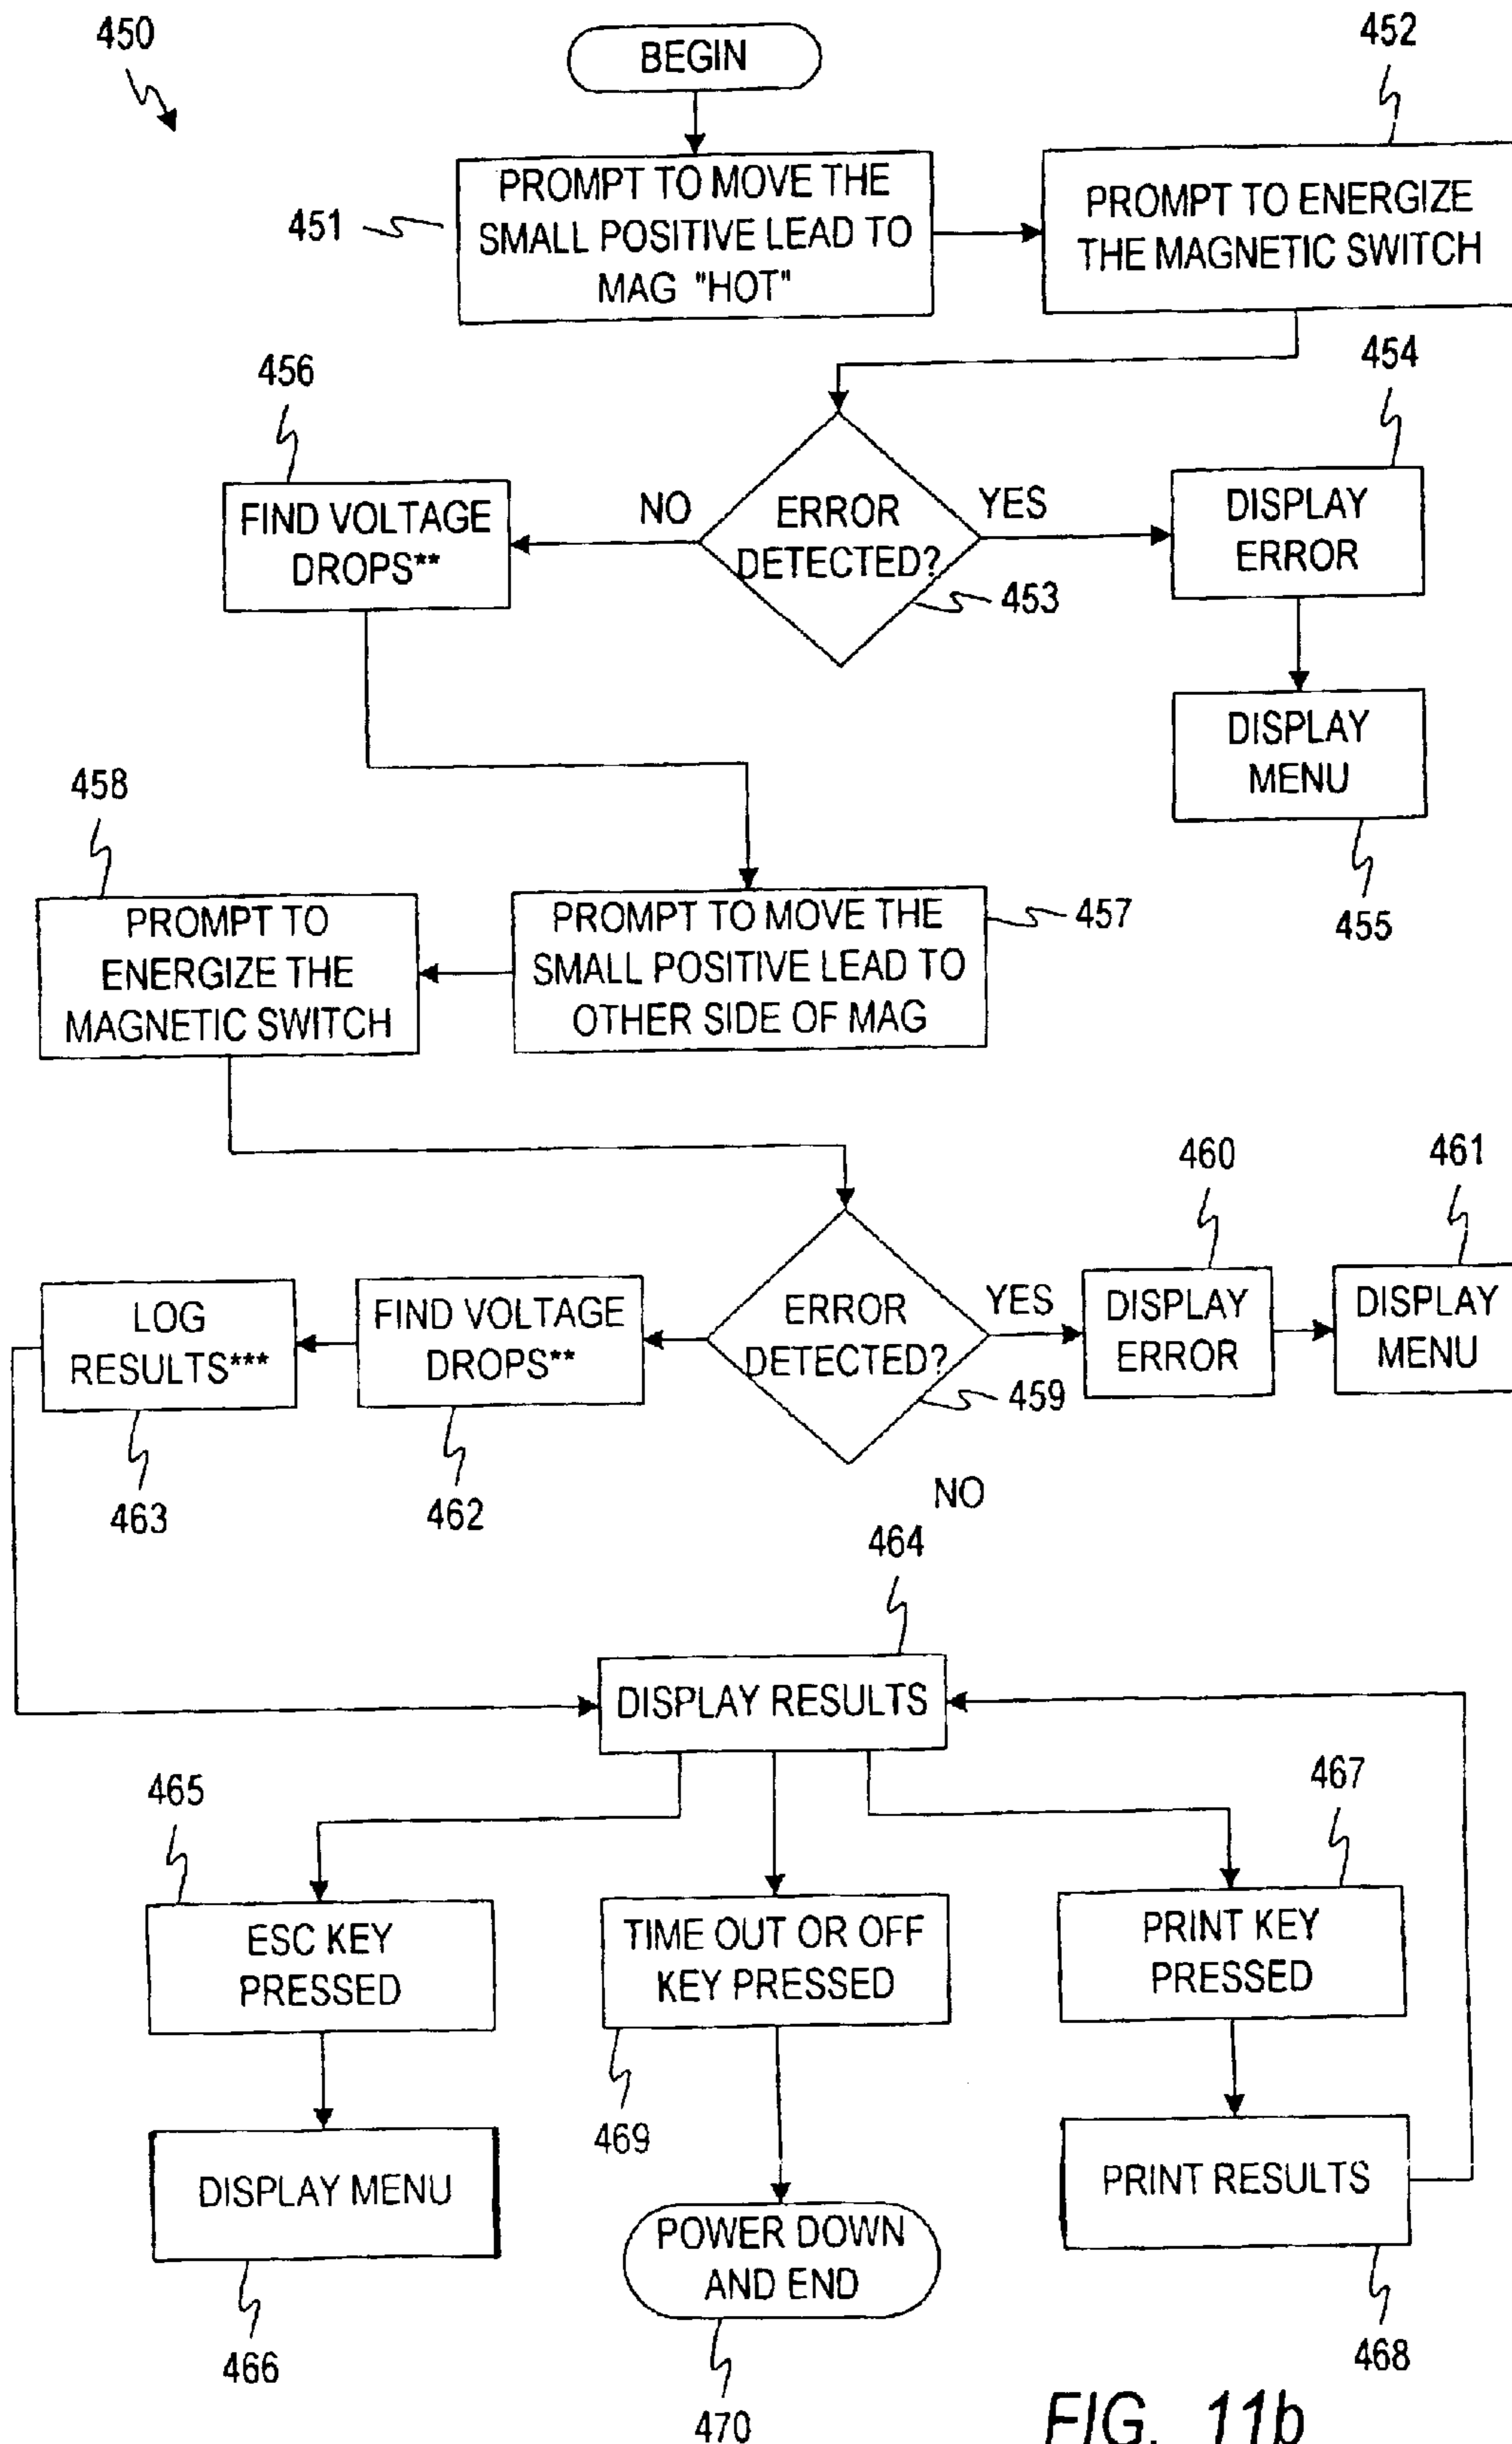 450
BEGIN
452
451
PROMPT TO MOVE THE
SMALL POSITIVE LEAD TO
MAG "HOT"
PROMPT TO ENERGIZE
THE MAGNETIC SWITCH
456
454
FIND VOLTAGE
DROPS**
NO
ERROR
DETECTED?
YES
453
DISPLAY
ERROR
DISPLAY
MENU
455
458
PROMPT TO
ENERGIZE THE
MAGNETIC SWITCH
PROMPT TO MOVE THE
SMALL POSITIVE LEAD TO
OTHER SIDE OF MAG
457
460
461
LOG
RESULTS***
463
FIND VOLTAGE
DROPS**
462
ERROR
DETECTED?
YES
459
NO
DISPLAY
ERROR
DISPLAY
MENU
464
DISPLAY RESULTS
465
467
ESC KEY
PRESSED
TIME OUT OR OFF
KEY PRESSED
PRINT KEY
PRESSED
469
DISPLAY MENU
466
POWER DOWN
AND END
470
PRINT RESULTS
468
FIG. 11b